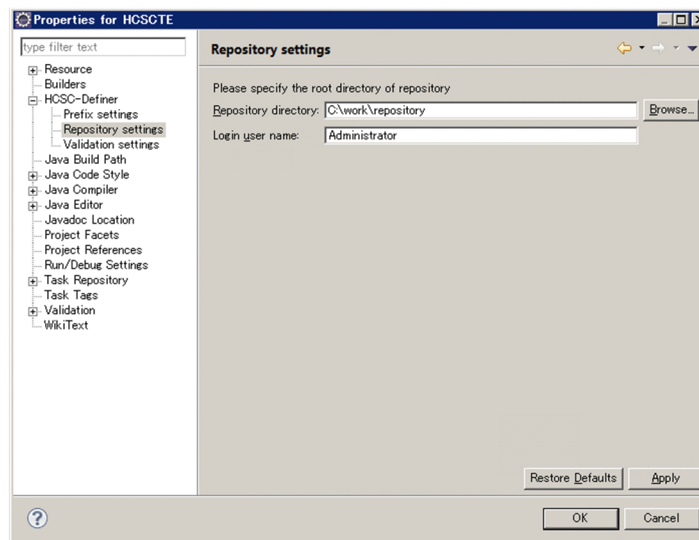 Properties for HCSCTE
type filter text
Resource
Builders
HCSC-Definer
Prefix settings
Repository settings
Validation settings
Java Build Path
Java Code Style
Java Compiler
Java Editor
Javadoc Location
Project Facets
Project References
Run/Debug Settings
Task Repository
Task Tags
Validation
WikiText
Repository settings
Please specify the root directory of repository
Repository directory: C:\work\repository Browse...
Login user name: Administrator
Restore Defaults Apply
OK Cancel